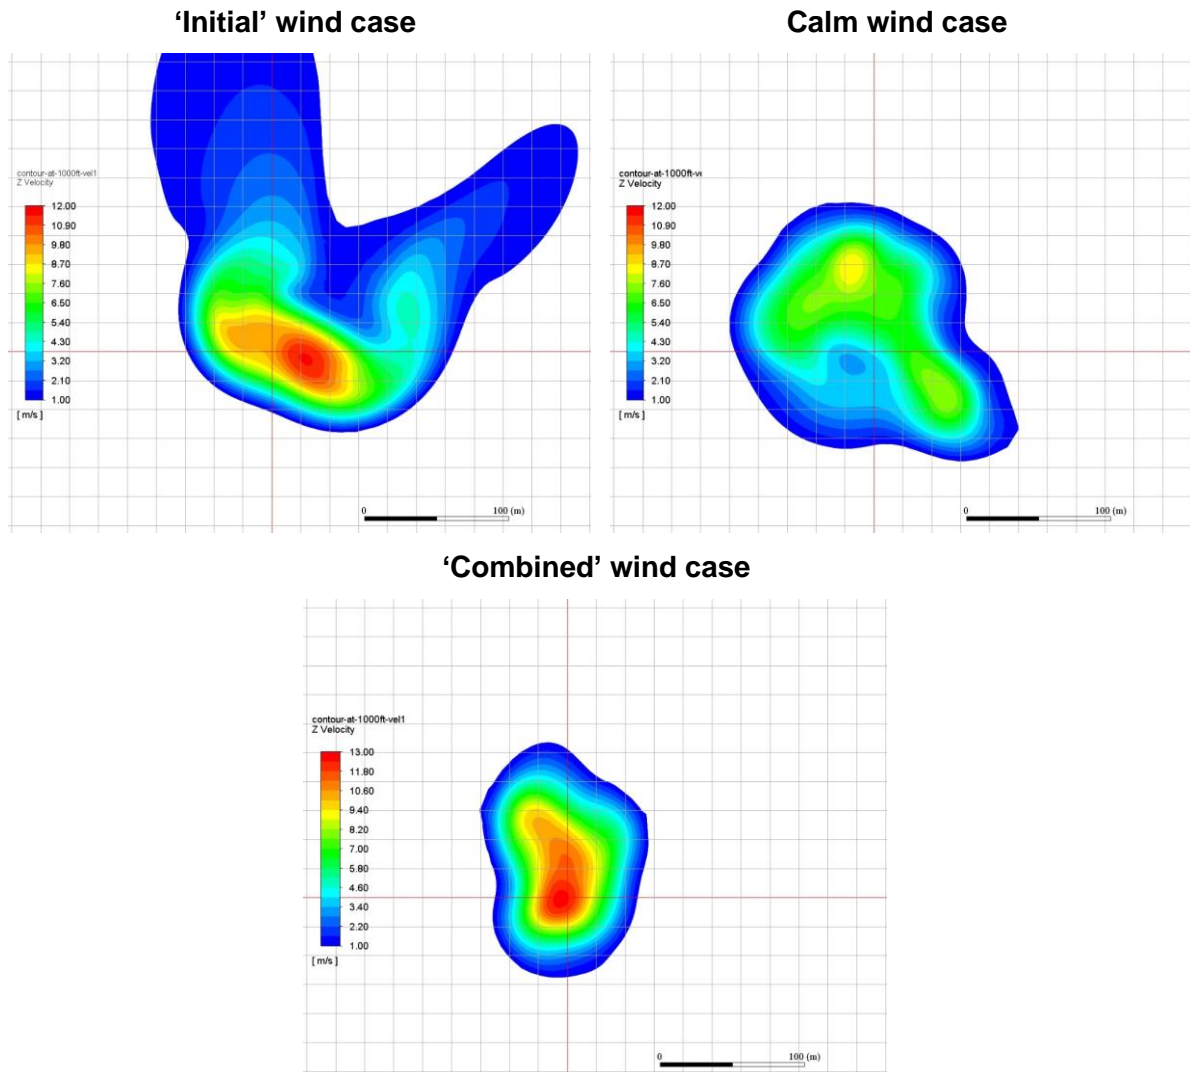 ‘Initial’ wind case
contour-at-1000ft-vel1
Z Velocity
12.00
10.90
9.80
8.70
7.60
6.50
5.40
4.30
3.20
2.10
1.00
[ m/s ]
0 100 (m)
Calm wind case
contour-at-1000ft-v
Z Velocity
12.00
10.90
9.80
8.70
7.60
6.50
5.40
4.30
3.20
2.10
1.00
[ m/s ]
0 100 (m)
‘Combined’ wind case
contour-at-1000ft-vel1
Z Velocity
13.00
11.80
10.60
9.40
8.20
7.00
5.80
4.60
3.40
2.20
1.00
[ m/s ]
0 100 (m)